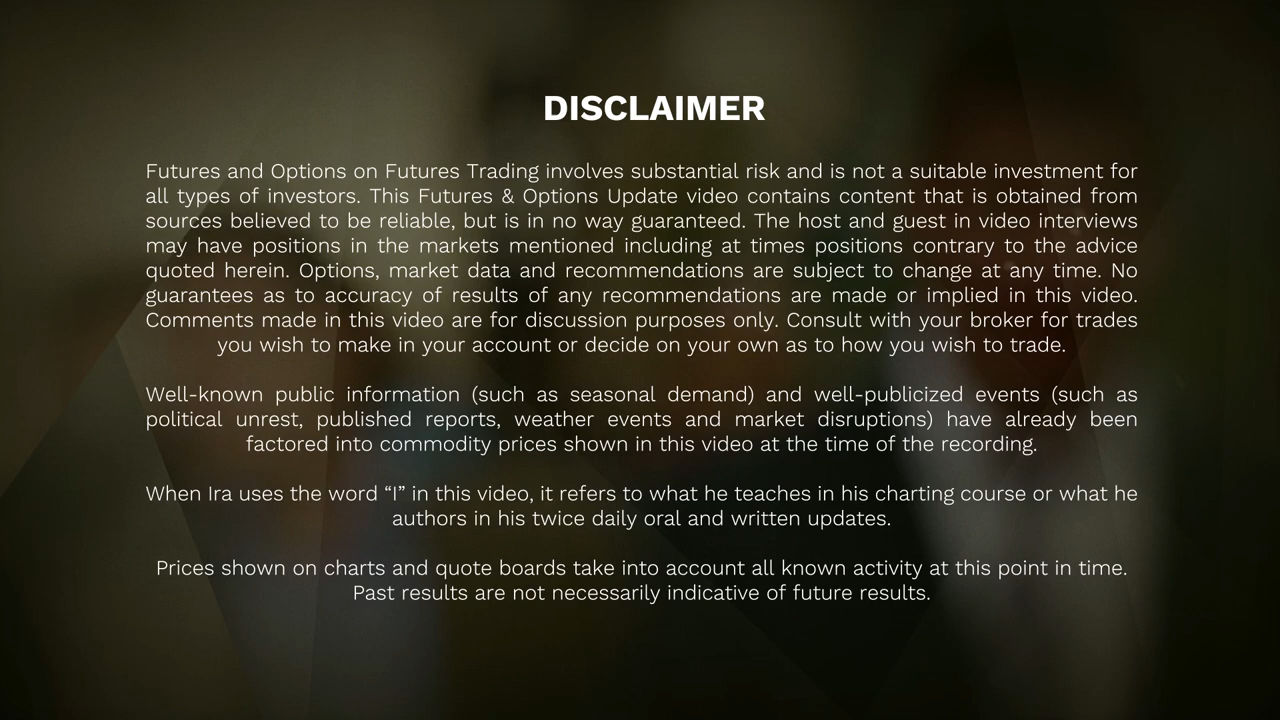 DISCLAIMER
Futures and Options on Futures Trading involves substantial risk and is not a suitable investment for
all types of investors. This Futures & Options Update video contains content that is obtained from
sources believed to be reliable, but is in no way guaranteed. The host and guest in video interviews
may have positions in the markets mentioned including at times positions contrary to the advice
quoted herein. Options, market data and recommendations are subject to change at any time. No
guarantees as to accuracy of results of any recommendations are made or implied in this video.
Comments made in this video are for discussion purposes only. Consult with your broker for trades
you wish to make in your account or decide on your own as to how you wish to trade.
Well-known public information (such as seasonal demand) and well-publicized events (such as
political unrest, published reports, weather events and market disruptions) have already been
factored into commodity prices shown in this video at the time of the recording.
When Ira uses the word “I” in this video, it refers to what he teaches in his charting course or what he
authors in his twice daily oral and written updates.
Prices shown on charts and quote boards take into account all known activity at this point in time.
Past results are not necessarily indicative of future results.